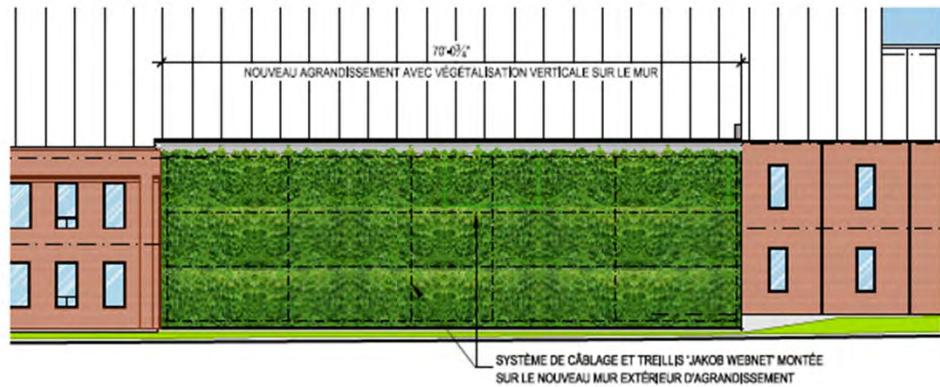 70'-0¾"
NOUVEAU AGRANDISSEMENT AVEC VÉGÉTALISATION VERTICALE SUR LE MUR
SYSTÈME DE CÂBLAGE ET TREILLIS "JAKOB WEBNET" MONTÉE
SUR LE NOUVEAU MUR EXTÉRIEUR D'AGRANDISSEMENT